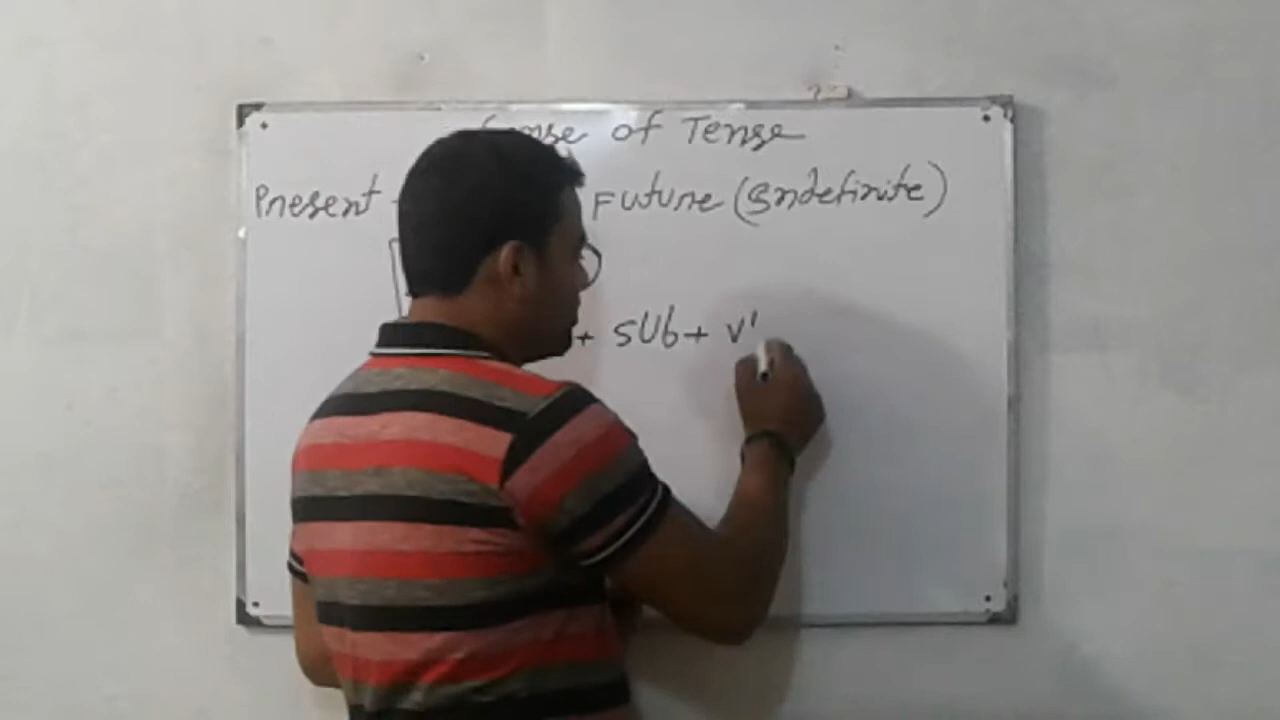 of Tense
Present Future (Indefinite)
+ SUb + V'